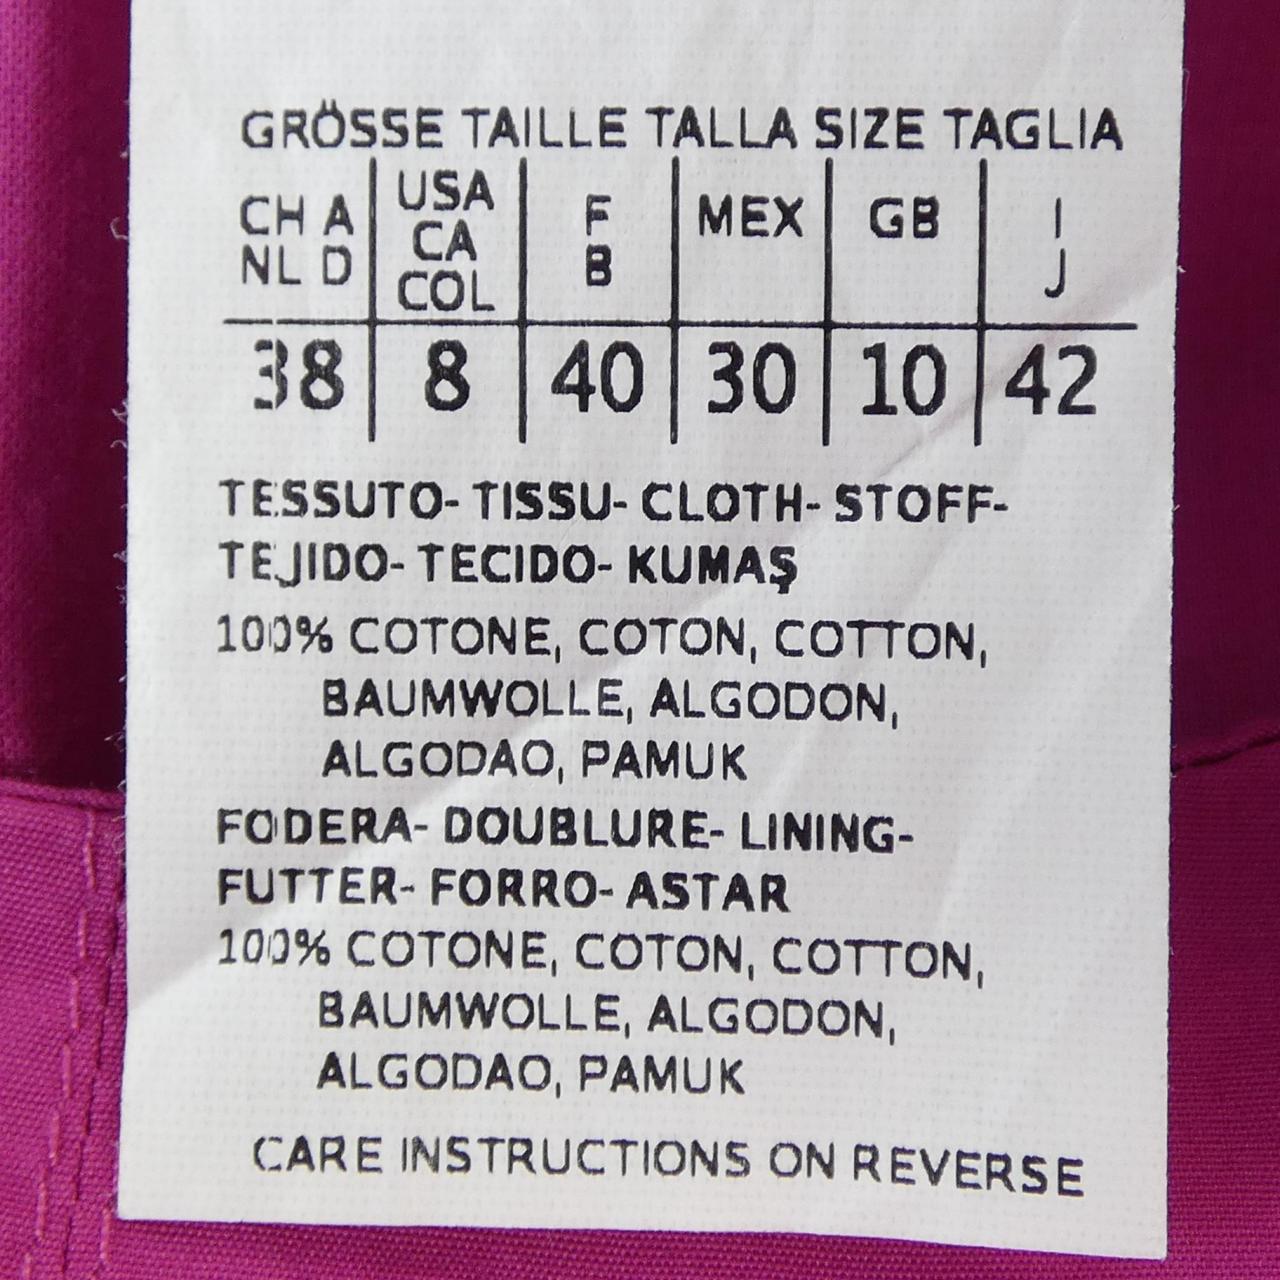 GRÖSSE TAILLE TALLA SIZE TAGLIA
CH A USA F MEX GB I
NL D CA B J
COL
38 8 40 30 10 42
TESSUTO- TISSU- CLOTH- STOFF-
TEJIDO- TECIDO- KUMAŞ
100% COTONE, COTON, COTTON,
BAUMWOLLE, ALGODON,
ALGODAO, PAMUK
FODERA- DOUBLURE- LINING-
FUTTER- FORRO- ASTAR
100% COTONE, COTON, COTTON,
BAUMWOLLE, ALGODON,
ALGODAO, PAMUK
CARE INSTRUCTIONS ON REVERSE